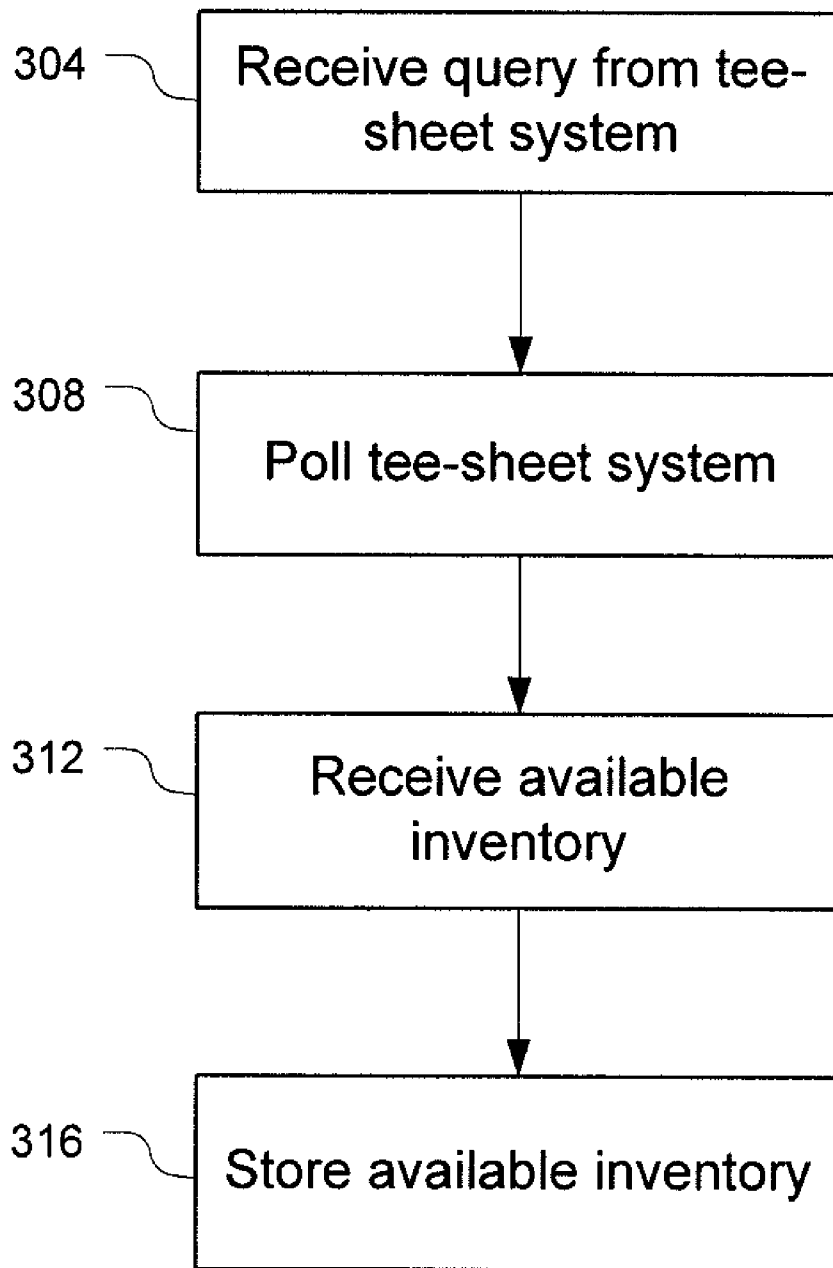 304
Receive query from tee-
sheet system
308
Poll tee-sheet system
312
Receive available
inventory
316
Store available inventory